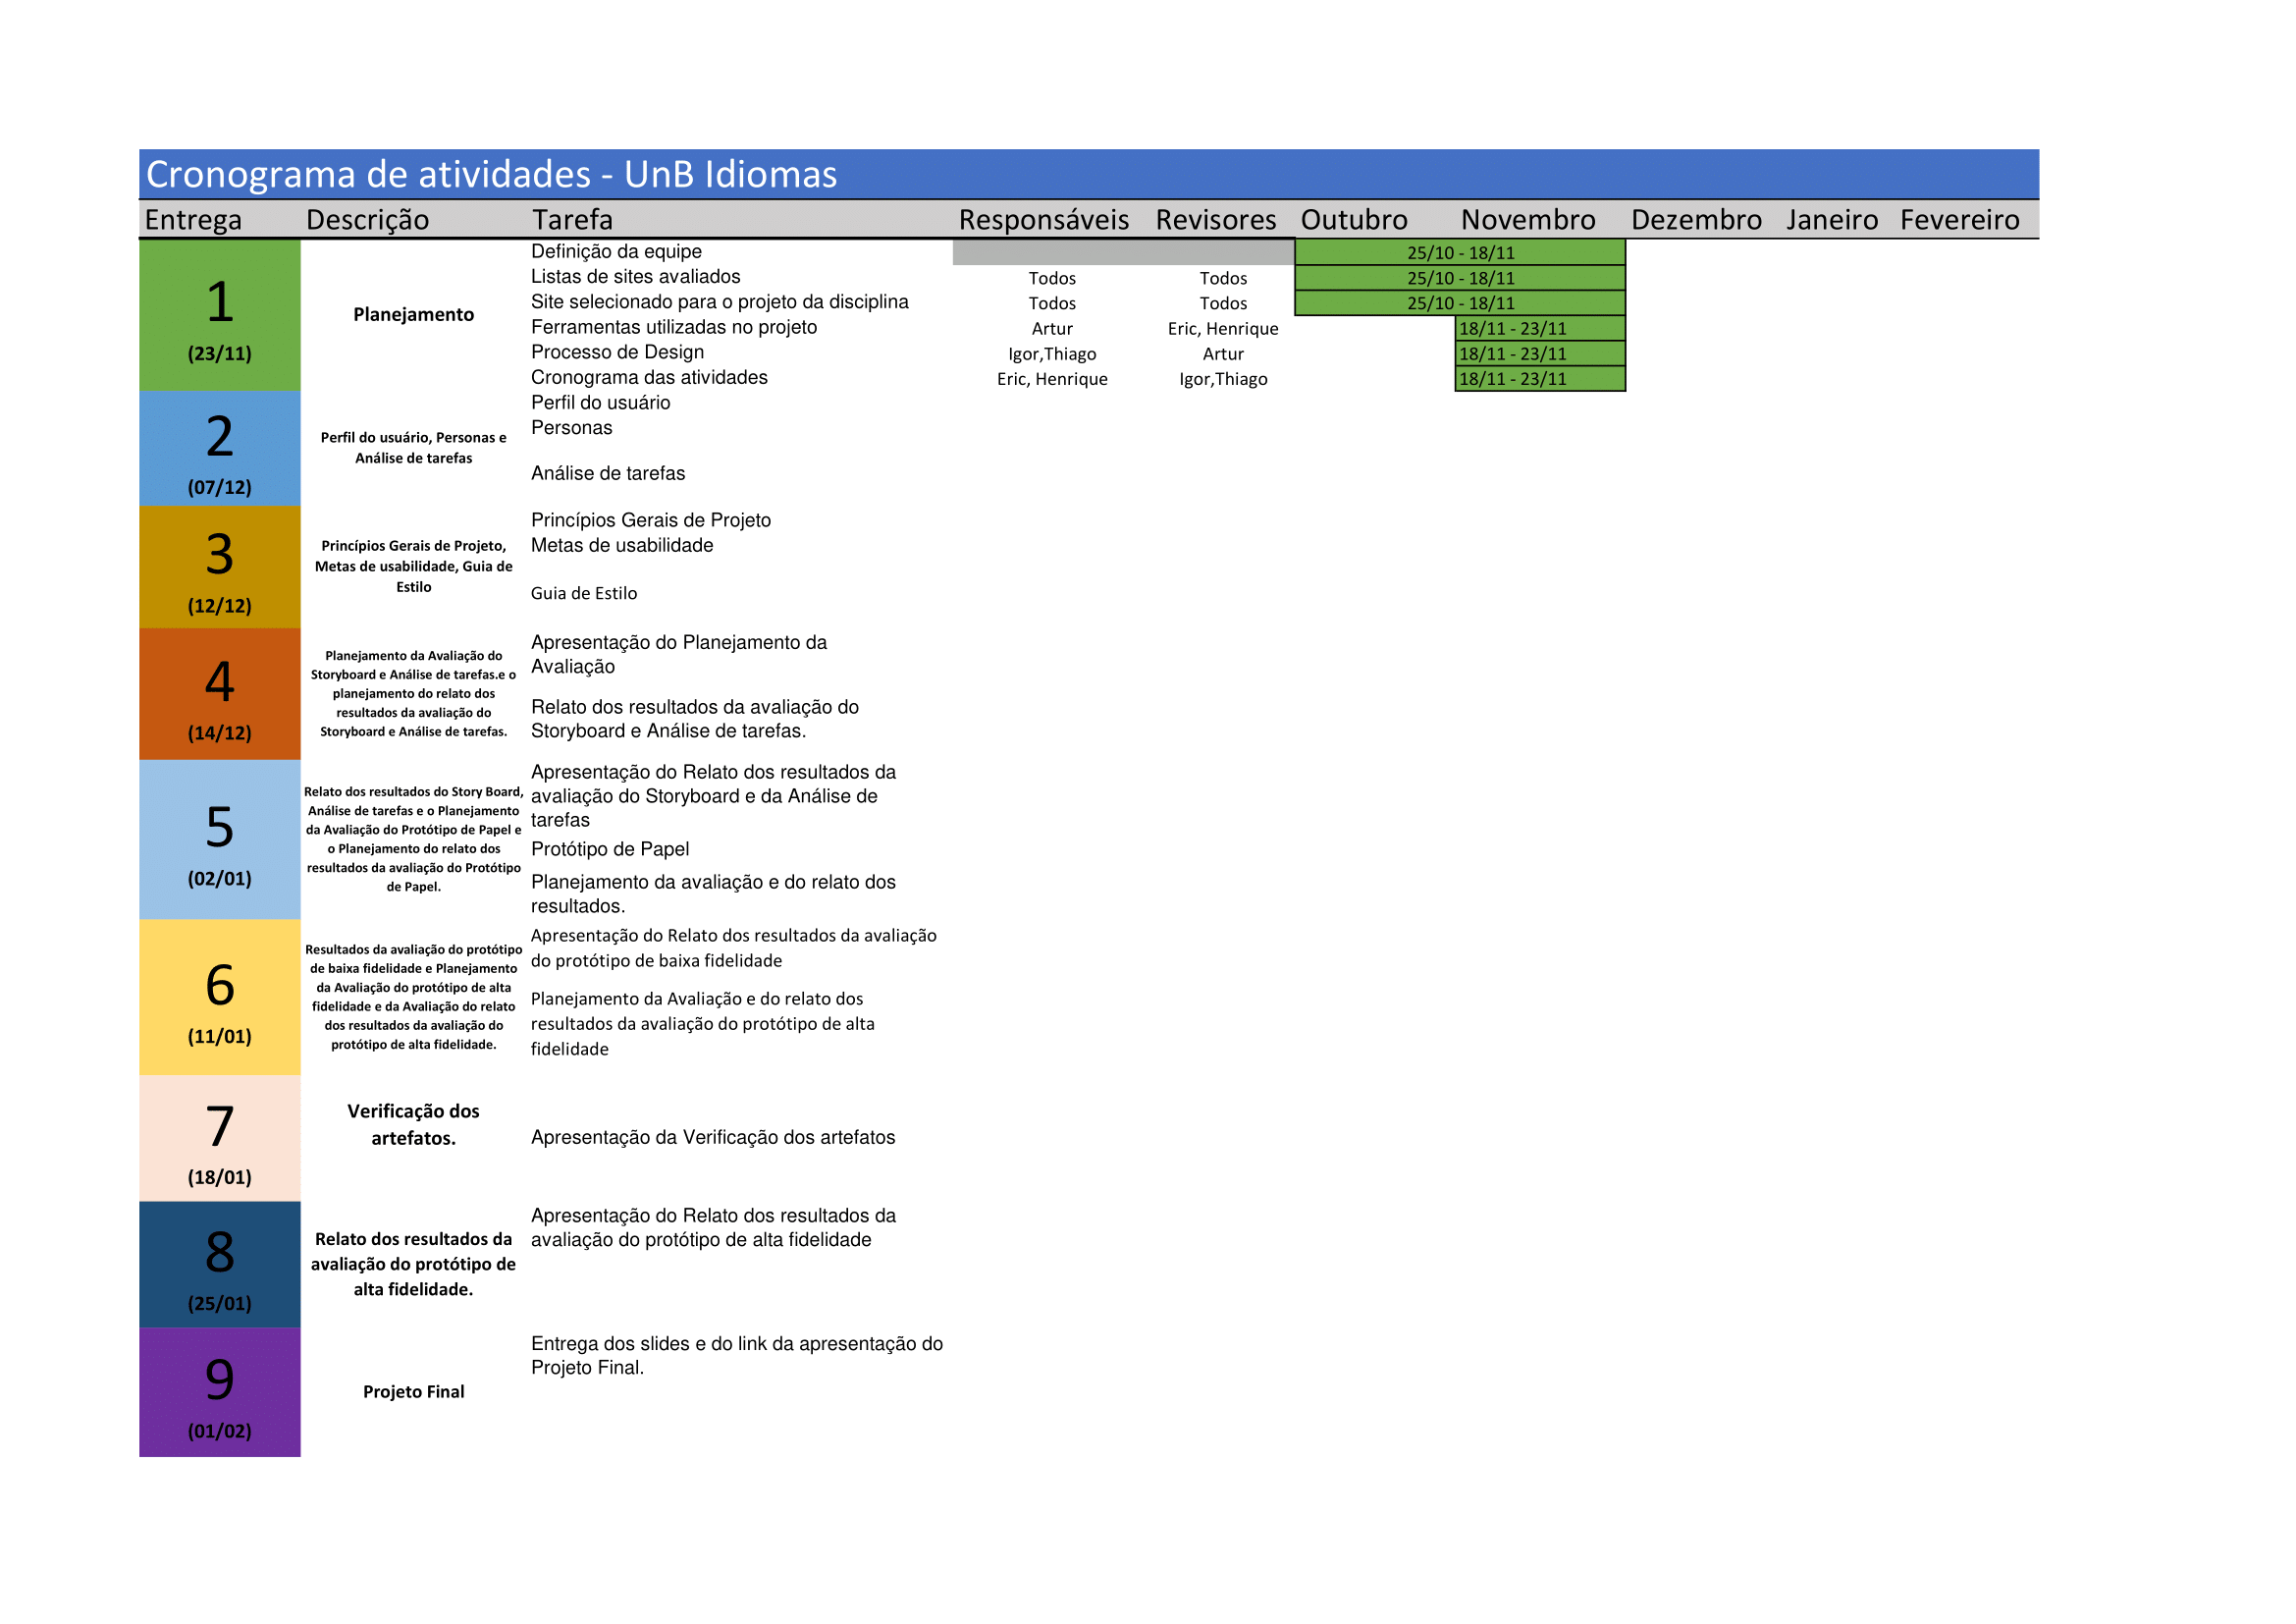 Cronograma de atividades - UnB Idiomas
Entrega Descrição Tarefa Responsáveis Revisores Outubro Novembro Dezembro Janeiro Fevereiro
1
(23/11)
Planejamento
Definição da equipe 25/10 - 18/11
Listas de sites avaliados Todos Todos 25/10 - 18/11
Site selecionado para o projeto da disciplina Todos Todos 25/10 - 18/11
Ferramentas utilizadas no projeto Artur Eric, Henrique 18/11 - 23/11
Processo de Design Igor,Thiago Artur 18/11 - 23/11
Cronograma das atividades Eric, Henrique Igor,Thiago 18/11 - 23/11
2
(07/12)
Perfil do usuário, Personas e
Análise de tarefas
Perfil do usuário
Personas
Análise de tarefas
3
(12/12)
Princípios Gerais de Projeto,
Metas de usabilidade, Guia de
Estilo
Princípios Gerais de Projeto
Metas de usabilidade
Guia de Estilo
4
(14/12)
Planejamento da Avaliação do
Storyboard e Análise de tarefas.e o
planejamento do relato dos
resultados da avaliação do
Storyboard e Análise de tarefas.
Apresentação do Planejamento da
Avaliação
Relato dos resultados da avaliação do
Storyboard e Análise de tarefas.
5
(02/01)
Relato dos resultados do Story Board,
Análise de tarefas e o Planejamento
da Avaliação do Protótipo de Papel e
o Planejamento do relato dos
resultados da avaliação do Protótipo
de Papel.
Apresentação do Relato dos resultados da
avaliação do Storyboard e da Análise de
tarefas
Protótipo de Papel
Planejamento da avaliação e do relato dos
resultados.
6
(11/01)
Resultados da avaliação do protótipo
de baixa fidelidade e Planejamento
da Avaliação do protótipo de alta
fidelidade e da Avaliação do relato
dos resultados da avaliação do
protótipo de alta fidelidade.
Apresentação do Relato dos resultados da avaliação
do protótipo de baixa fidelidade
Planejamento da Avaliação e do relato dos
resultados da avaliação do protótipo de alta
fidelidade
7
(18/01)
Verificação dos
artefatos.
Apresentação da Verificação dos artefatos
8
(25/01)
Relato dos resultados da
avaliação do protótipo de
alta fidelidade.
Apresentação do Relato dos resultados da
avaliação do protótipo de alta fidelidade
9
(01/02)
Projeto Final
Entrega dos slides e do link da apresentação do
Projeto Final.